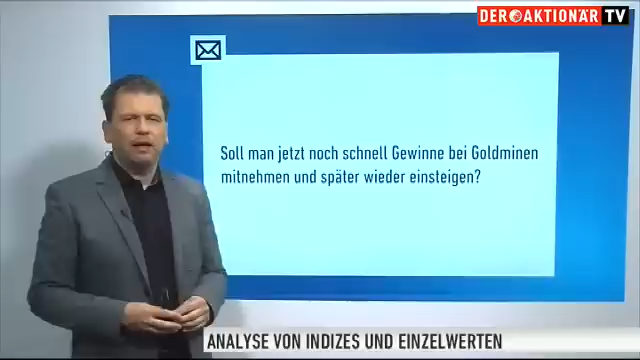 DER AKTIONÄR TV
Soll man jetzt noch schnell Gewinne bei Goldminen
mitnehmen und später wieder einsteigen?
ANALYSE VON INDIZES UND EINZELWERTEN